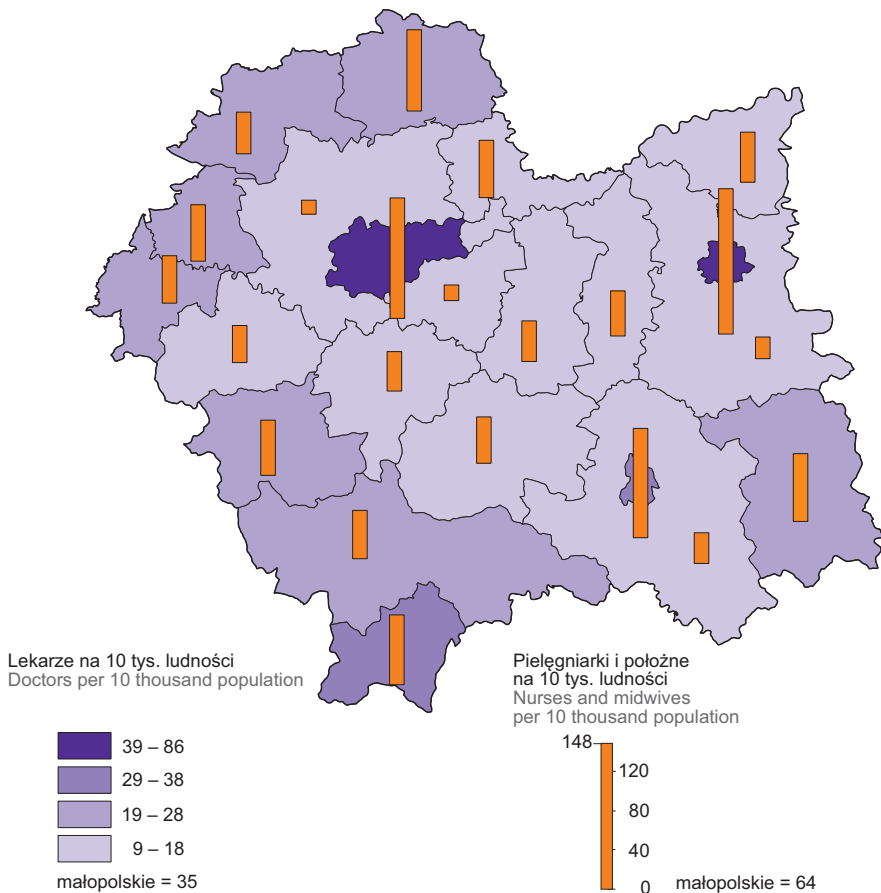 Lekarze na 10 tys. ludności
Doctors per 10 thousand population
39 – 86
29 – 38
19 – 28
9 – 18
małopolskie = 35
Pielęgniarki i położne
na 10 tys. ludności
Nurses and midwives
per 10 thousand population
148
120
80
40
0
małopolskie = 64